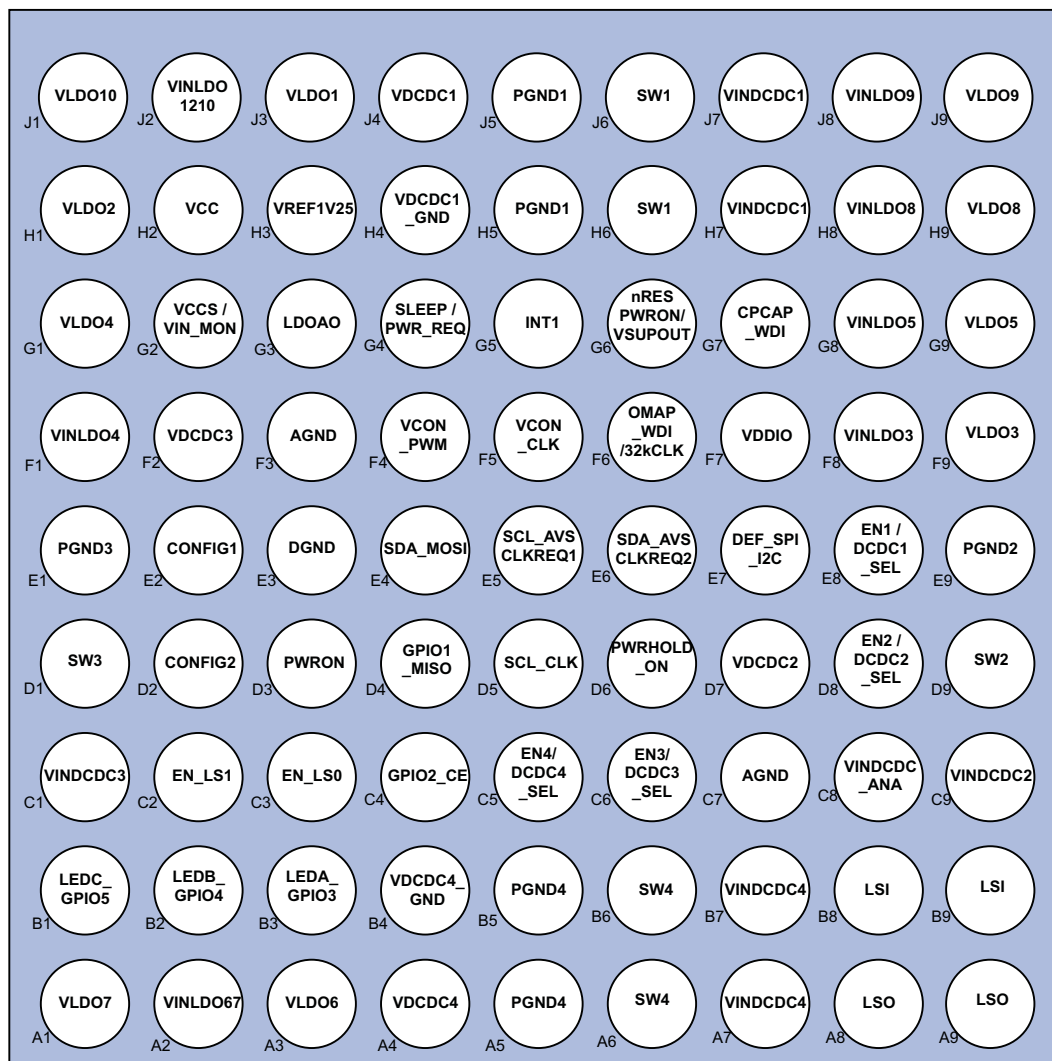 VLDO10
J1
VINLDO
1210
J2
VLDO1
J3
VDCDC1
J4
PGND1
J5
SW1
J6
VINDCDC1
J7
VINLDO9
J8
VLDO9
J9
VLDO2
H1
VCC
H2
VREF1V25
H3
VDCDC1
_GND
H4
PGND1
H5
SW1
H6
VINDCDC1
H7
VINLDO8
H8
VLDO8
H9
VLDO4
G1
VCCS /
VIN_MON
G2
LDOAO
G3
SLEEP /
PWR_REQ
G4
INT1
G5
nRES
PWRON/
VSUPOUT
G6
CPCAP
_WDI
G7
VINLDO5
G8
VLDO5
G9
VINLDO4
F1
VDCDC3
F2
AGND
F3
VCON
_PWM
F4
VCON
_CLK
F5
OMAP
_WDI
/32kCLK
F6
VDDIO
F7
VINLDO3
F8
VLDO3
F9
PGND3
E1
CONFIG1
E2
DGND
E3
SDA_MOSI
E4
SCL_AVS
CLKREQ1
E5
SDA_AVS
CLKREQ2
E6
DEF_SPI
_I2C
E7
EN1 /
DCDC1
_SEL
E8
PGND2
E9
SW3
D1
CONFIG2
D2
PWRON
D3
GPIO1
_MISO
D4
SCL_CLK
D5
PWRHOLD
_ON
D6
VDCDC2
D7
EN2 /
DCDC2
_SEL
D8
SW2
D9
VINDCDC3
C1
EN_LS1
C2
EN_LS0
C3
GPIO2_CE
C4
EN4/
DCDC4
_SEL
C5
EN3/
DCDC3
_SEL
C6
AGND
C7
VINDCDC
_ANA
C8
VINDCDC2
C9
LEDC_
GPIO5
B1
LEDB_
GPIO4
B2
LEDA_
GPIO3
B3
VDCDC4_
GND
B4
PGND4
B5
SW4
B6
VINDCDC4
B7
LSI
B8
LSI
B9
VLDO7
A1
VINLDO67
A2
VLDO6
A3
VDCDC4
A4
PGND4
A5
SW4
A6
VINDCDC4
A7
LSO
A8
LSO
A9